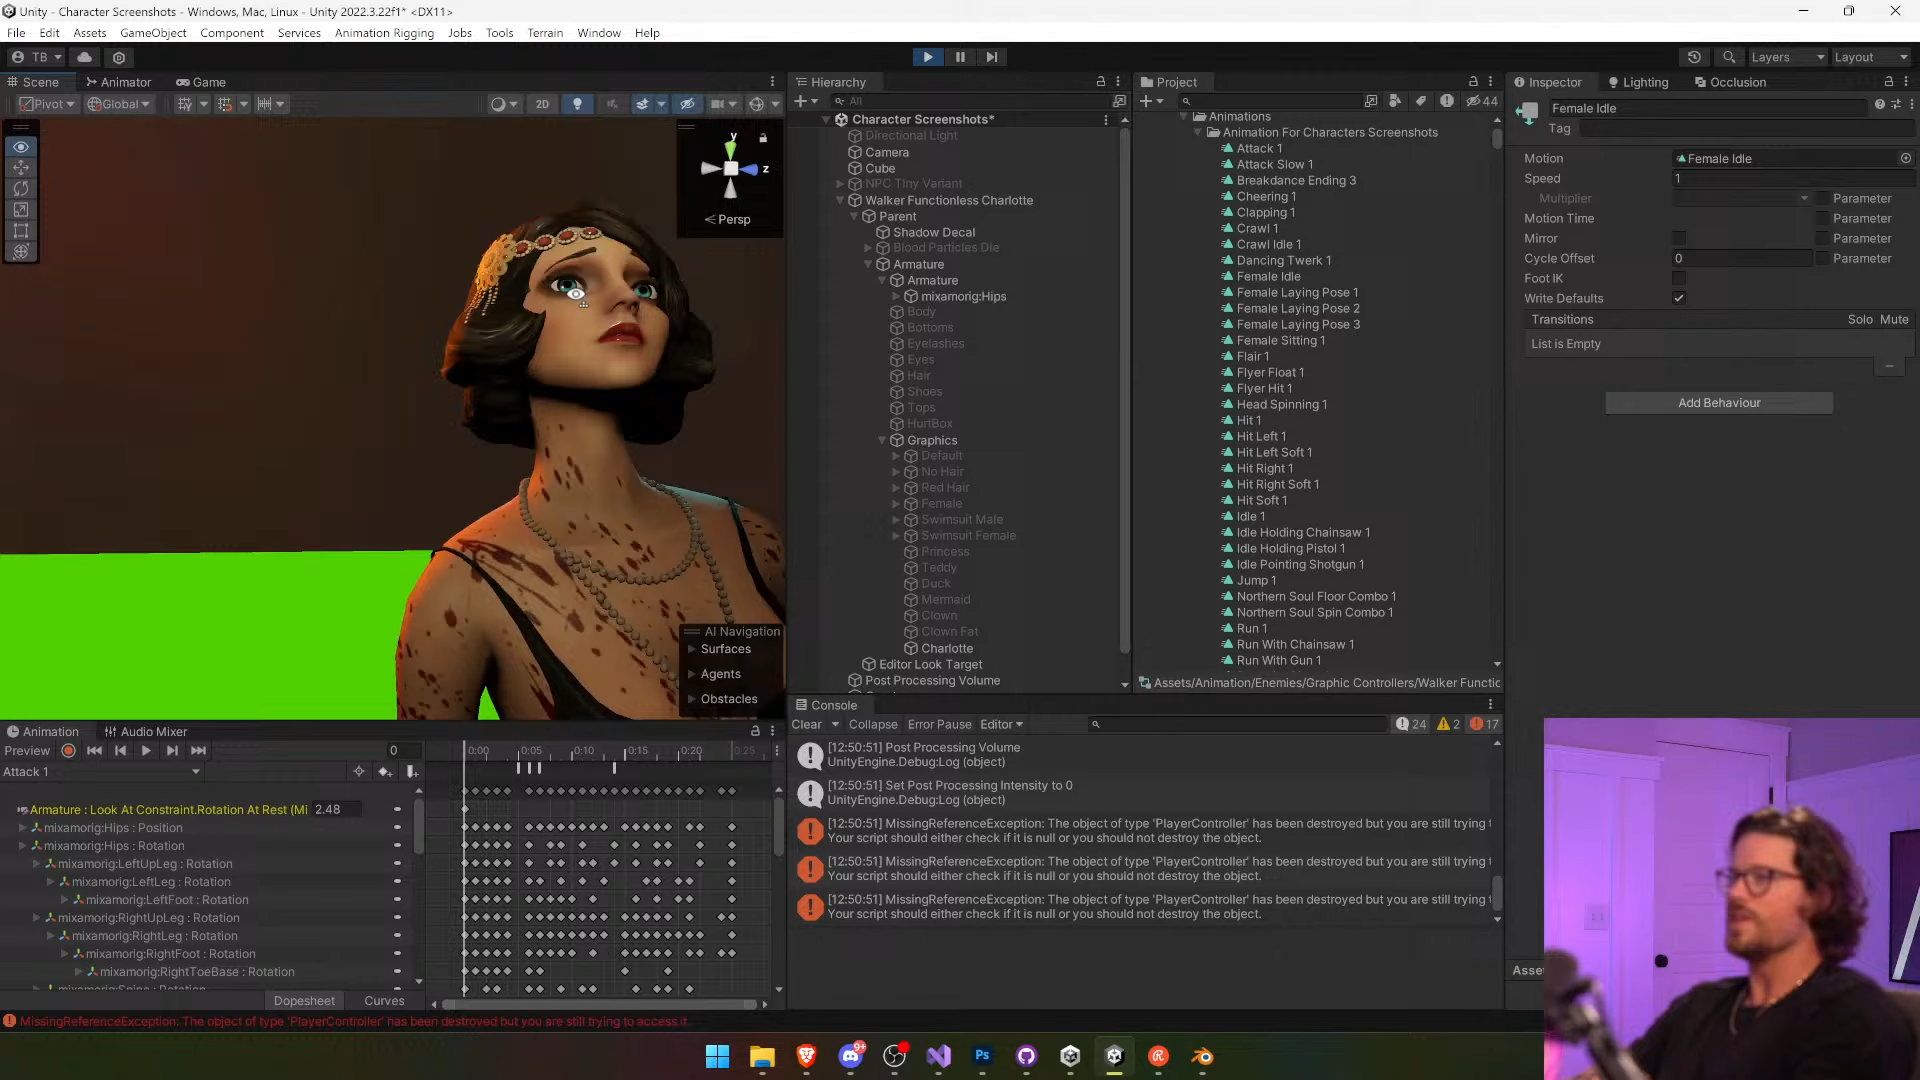 Unity - Character Screenshots - Windows, Mac, Linux - Unity 2022.3.22f1* <DX11>
File Edit Assets GameObject Component Services Animation Rigging Jobs Tools Terrain Window Help
TB
Layers Layout
Scene Animator Game
Pivot Global 2D
y
z
Persp
AI Navigation
Surfaces
Agents
Obstacles
Hierarchy
All
Character Screenshots*
Directional Light
Camera
Cube
NPC Tiny Variant
Walker Functionless Charlotte
Parent
Shadow Decal
Blood Particles Die
Armature
Armature
mixamorig:Hips
Body
Bottoms
Eyelashes
Eyes
Hair
Shoes
Tops
HurtBox
Graphics
Default
No Hair
Red Hair
Female
Swimsuit Male
Swimsuit Female
Princess
Teddy
Duck
Mermaid
Clown
Clown Fat
Charlotte
Editor Look Target
Post Processing Volume
Project
44
Animations
Animation For Characters Screenshots
Attack 1
Attack Slow 1
Breakdance Ending 3
Cheering 1
Clapping 1
Crawl 1
Crawl Idle 1
Dancing Twerk 1
Female Idle
Female Laying Pose 1
Female Laying Pose 2
Female Laying Pose 3
Female Sitting 1
Flair 1
Flyer Float 1
Flyer Hit 1
Head Spinning 1
Hit 1
Hit Left 1
Hit Left Soft 1
Hit Right 1
Hit Right Soft 1
Hit Soft 1
Idle 1
Idle Holding Chainsaw 1
Idle Holding Pistol 1
Idle Pointing Shotgun 1
Jump 1
Northern Soul Floor Combo 1
Northern Soul Spin Combo 1
Run 1
Run With Chainsaw 1
Run With Gun 1
Assets/Animation/Enemies/Graphic Controllers/Walker Functic
Inspector Lighting Occlusion
Female Idle
Tag
Motion Female Idle
Speed 1
Multiplier Parameter
Motion Time Parameter
Mirror Parameter
Cycle Offset 0 Parameter
Foot IK
Write Defaults
Transitions Solo Mute
List is Empty
Add Behaviour
Asset
Console
Clear Collapse Error Pause Editor 24 2 17
[12:50:51] Post Processing Volume
UnityEngine.Debug:Log (object)
[12:50:51] Set Post Processing Intensity to 0
UnityEngine.Debug:Log (object)
[12:50:51] MissingReferenceException: The object of type 'PlayerController' has been destroyed but you are still trying t
Your script should either check if it is null or you should not destroy the object.
[12:50:51] MissingReferenceException: The object of type 'PlayerController' has been destroyed but you are still trying t
Your script should either check if it is null or you should not destroy the object.
[12:50:51] MissingReferenceException: The object of type 'PlayerController' has been destroyed but you are still trying t
Your script should either check if it is null or you should not destroy the object.
Animation Audio Mixer
Preview 0 0:00 0:05 0:10 0:15 0:20 0:25
Attack 1
Armature : Look At Constraint.Rotation At Rest (Mi 2.48
mixamorig:Hips : Position
mixamorig:Hips : Rotation
mixamorig:LeftUpLeg : Rotation
mixamorig:LeftLeg : Rotation
mixamorig:LeftFoot : Rotation
mixamorig:RightUpLeg : Rotation
mixamorig:RightLeg : Rotation
mixamorig:RightFoot : Rotation
mixamorig:RightToeBase : Rotation
mixamorig:Spine : Rotation
Dopesheet Curves
MissingReferenceException: The object of type 'PlayerController' has been destroyed but you are still trying to access it.
9+
Ps